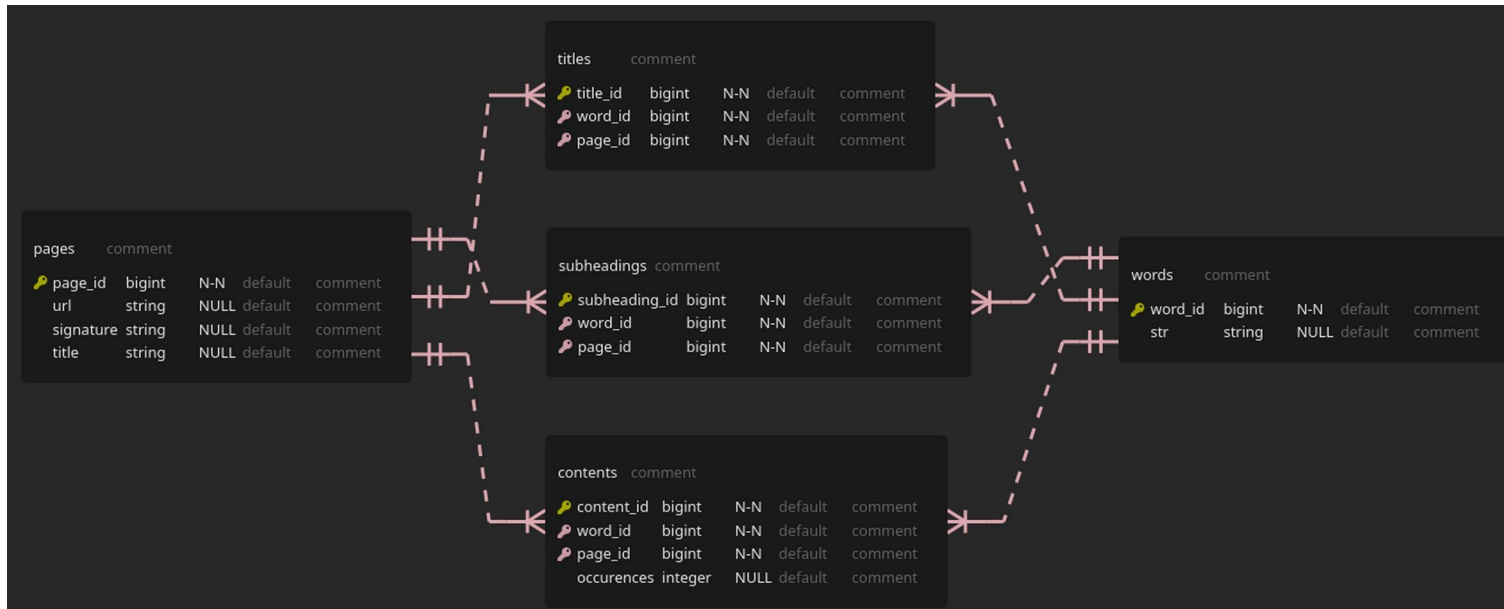 titles comment
title_id bigint N-N default comment
word_id bigint N-N default comment
page_id bigint N-N default comment
pages comment
page_id bigint N-N default comment
url string NULL default comment
signature string NULL default comment
title string NULL default comment
subheadings comment
subheading_id bigint N-N default comment
word_id bigint N-N default comment
page_id bigint N-N default comment
words comment
word_id bigint N-N default comment
str string NULL default comment
contents comment
content_id bigint N-N default comment
word_id bigint N-N default comment
page_id bigint N-N default comment
occurences integer NULL default comment